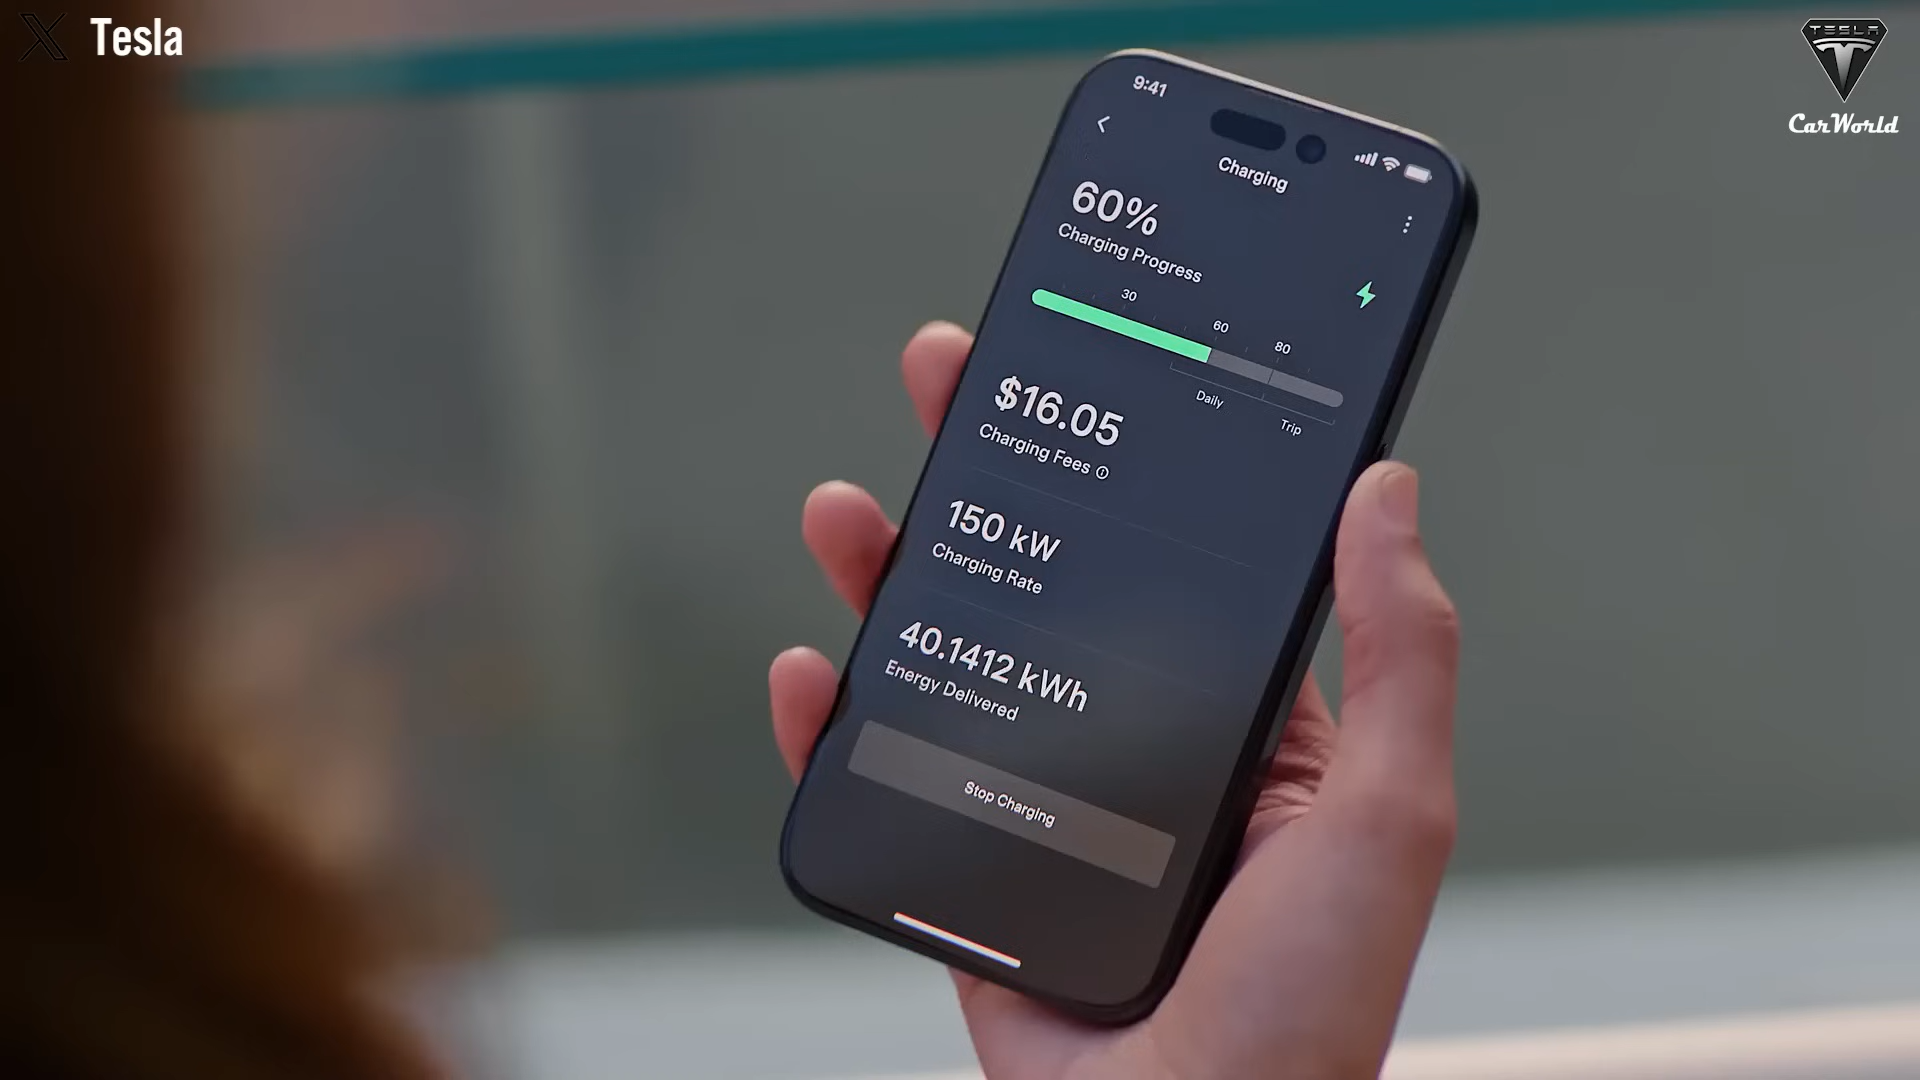 X Tesla
TESLA
CarWorld
9:41
Charging
60%
Charging Progress
30
60
80
Daily
Trip
$16.05
Charging Fees
150 kW
Charging Rate
40.1412 kWh
Energy Delivered
Stop Charging